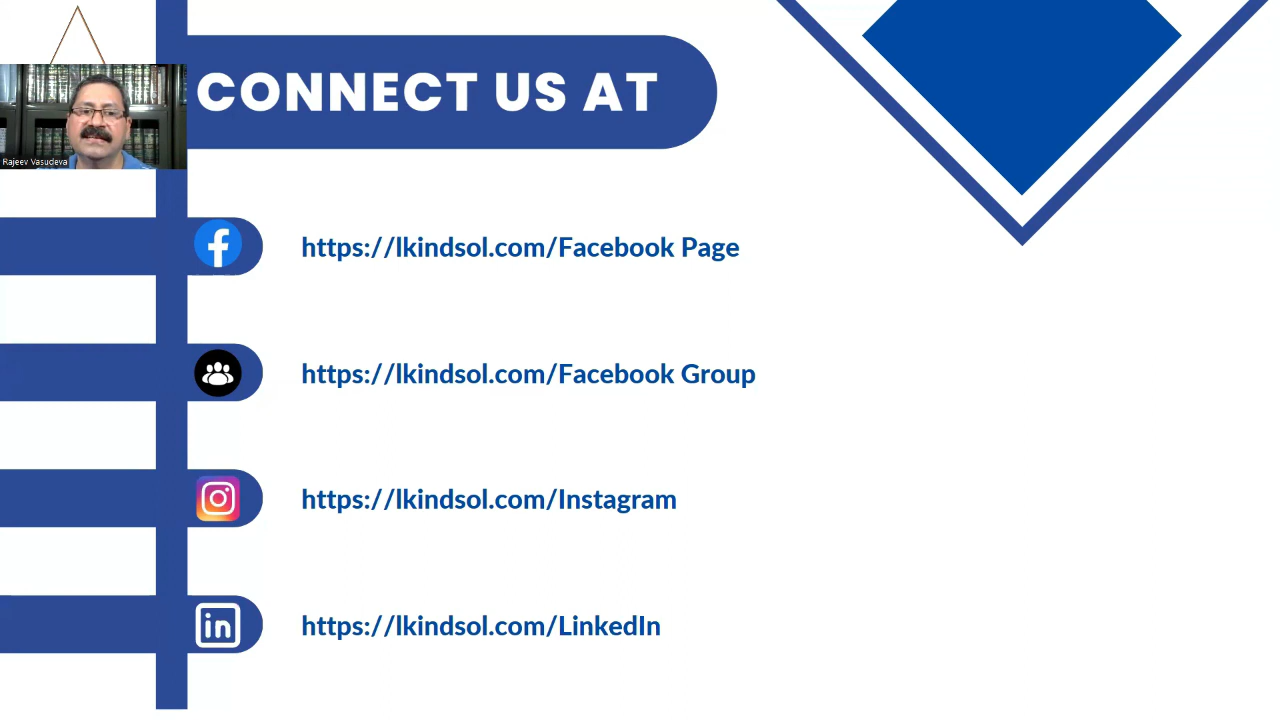 CONNECT US AT
Rajeev Vasudeva
https://lkindsol.com/Facebook Page
https://lkindsol.com/Facebook Group
https://lkindsol.com/Instagram
in
https://lkindsol.com/LinkedIn